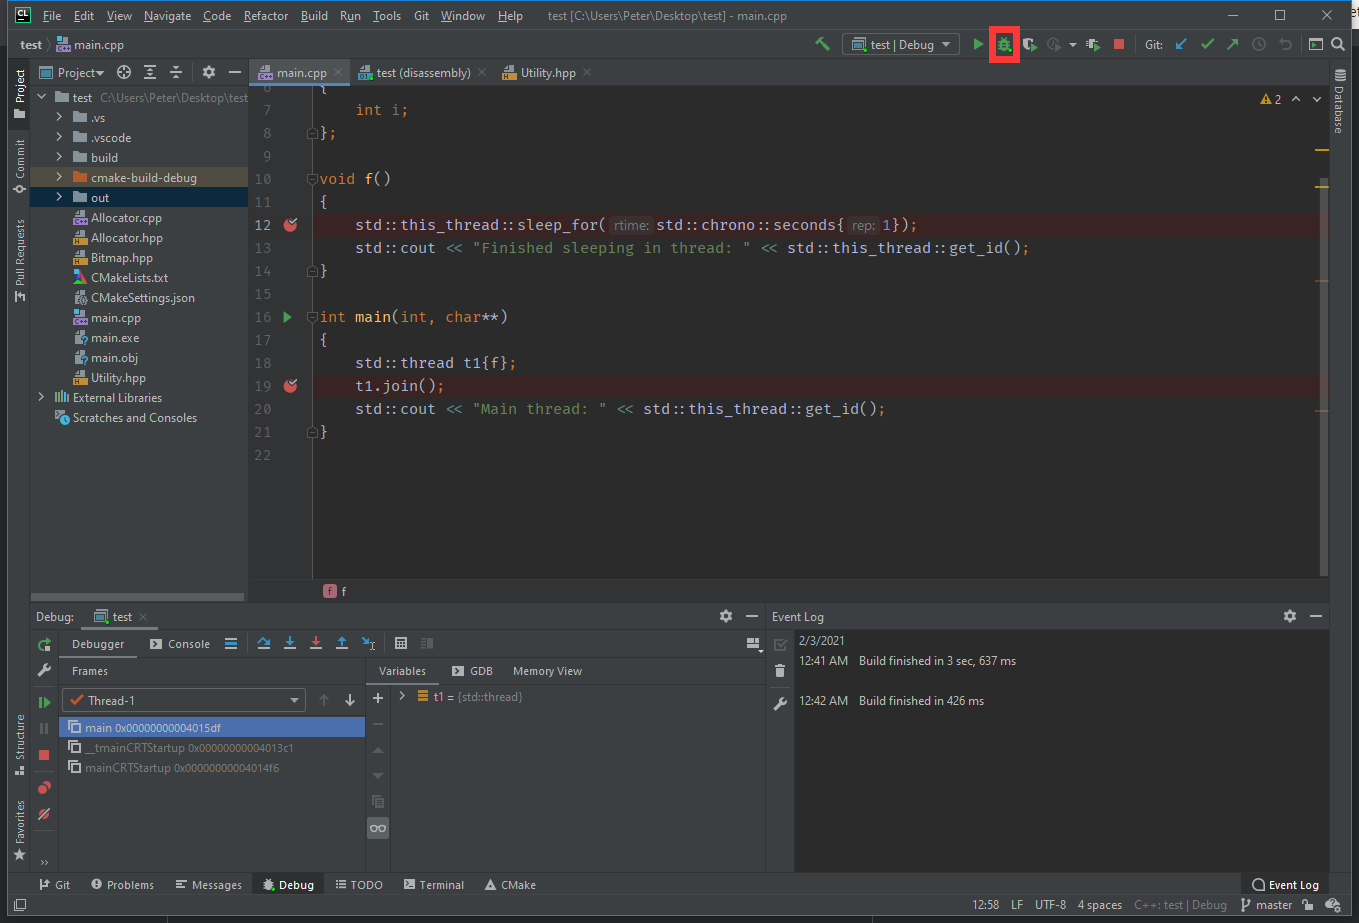 CL File Edit View Navigate Code Refactor Build Run Tools Git Window Help test [C:\Users\Peter\Desktop\test] - main.cpp
test main.cpp test | Debug Git:
Project
main.cpp test (disassembly) Utility.hpp
test C:\Users\Peter\Desktop\test
.vs
.vscode
build
cmake-build-debug
out
Allocator.cpp
Allocator.hpp
Bitmap.hpp
CMakeLists.txt
CMakeSettings.json
main.cpp
main.exe
main.obj
Utility.hpp
External Libraries
Scratches and Consoles
Project
Commit
Pull Requests
Structure
Favorites
6 {
7 int i;
8 };
9
10 void f()
11 {
12 std::this_thread::sleep_for( rtime: std::chrono::seconds{ rep: 1});
13 std::cout << "Finished sleeping in thread: " << std::this_thread::get_id();
14 }
15
16 int main(int, char**)
17 {
18 std::thread t1{f};
19 t1.join();
20 std::cout << "Main thread: " << std::this_thread::get_id();
21 }
22
2
Database
f f
Debug: test
Debugger Console
Frames
Thread-1
main 0x00000000004015df
__tmainCRTStartup 0x00000000004013c1
mainCRTStartup 0x00000000004014f6
Variables GDB Memory View
t1 = {std::thread}
Event Log
2/3/2021
12:41 AM Build finished in 3 sec, 637 ms
12:42 AM Build finished in 426 ms
Git Problems Messages Debug TODO Terminal CMake Event Log
12:58 LF UTF-8 4 spaces C++: test | Debug master